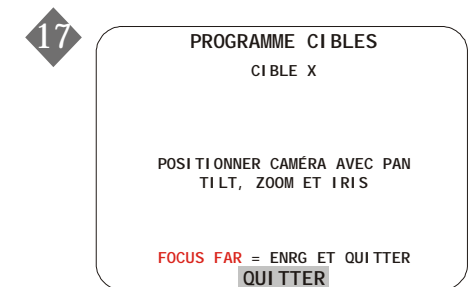 17
PROGRAMME CIBLES
CIBLE X
POSITIONNER CAMÉRA AVEC PAN
TILT, ZOOM ET IRIS
FOCUS FAR = ENRG ET QUITTER
QUITTER